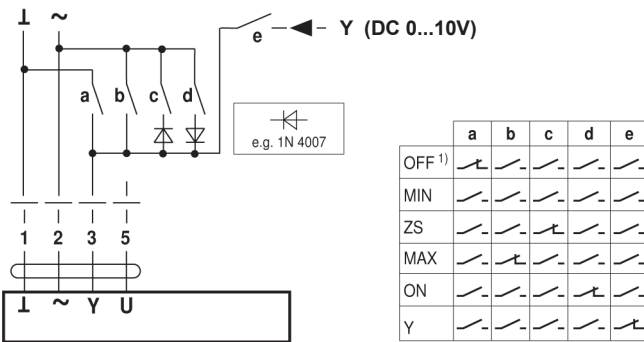 ⊥ ~
e Y (DC 0...10V)
a b c d
e.g. 1N 4007
1 2 3 5
⊥ ~ Y U
a b c d e
OFF 1)
MIN
ZS
MAX
ON
Y